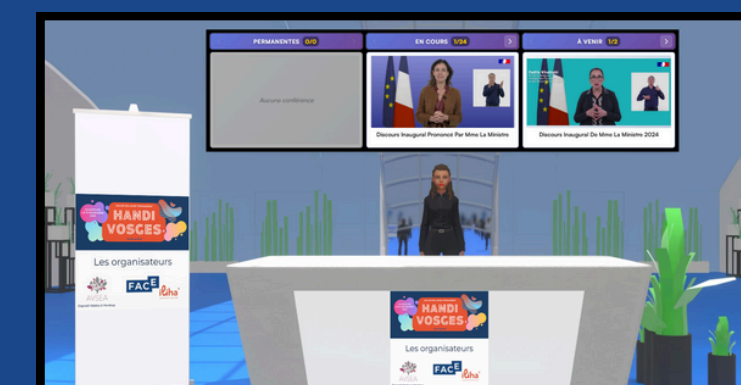 PERMANENTES 0/0
EN COURS 1/24
À VENIR 1/2
Aucune conférence
Discours Inaugural Prononcé Par Mme La Ministre
Discours Inaugural De Mme La Ministre 2024
HANDI
VOSGES
Les organisateurs
AVSEA
FACE
HANDI
VOSGES
Les organisateurs
AVSEA
FACE